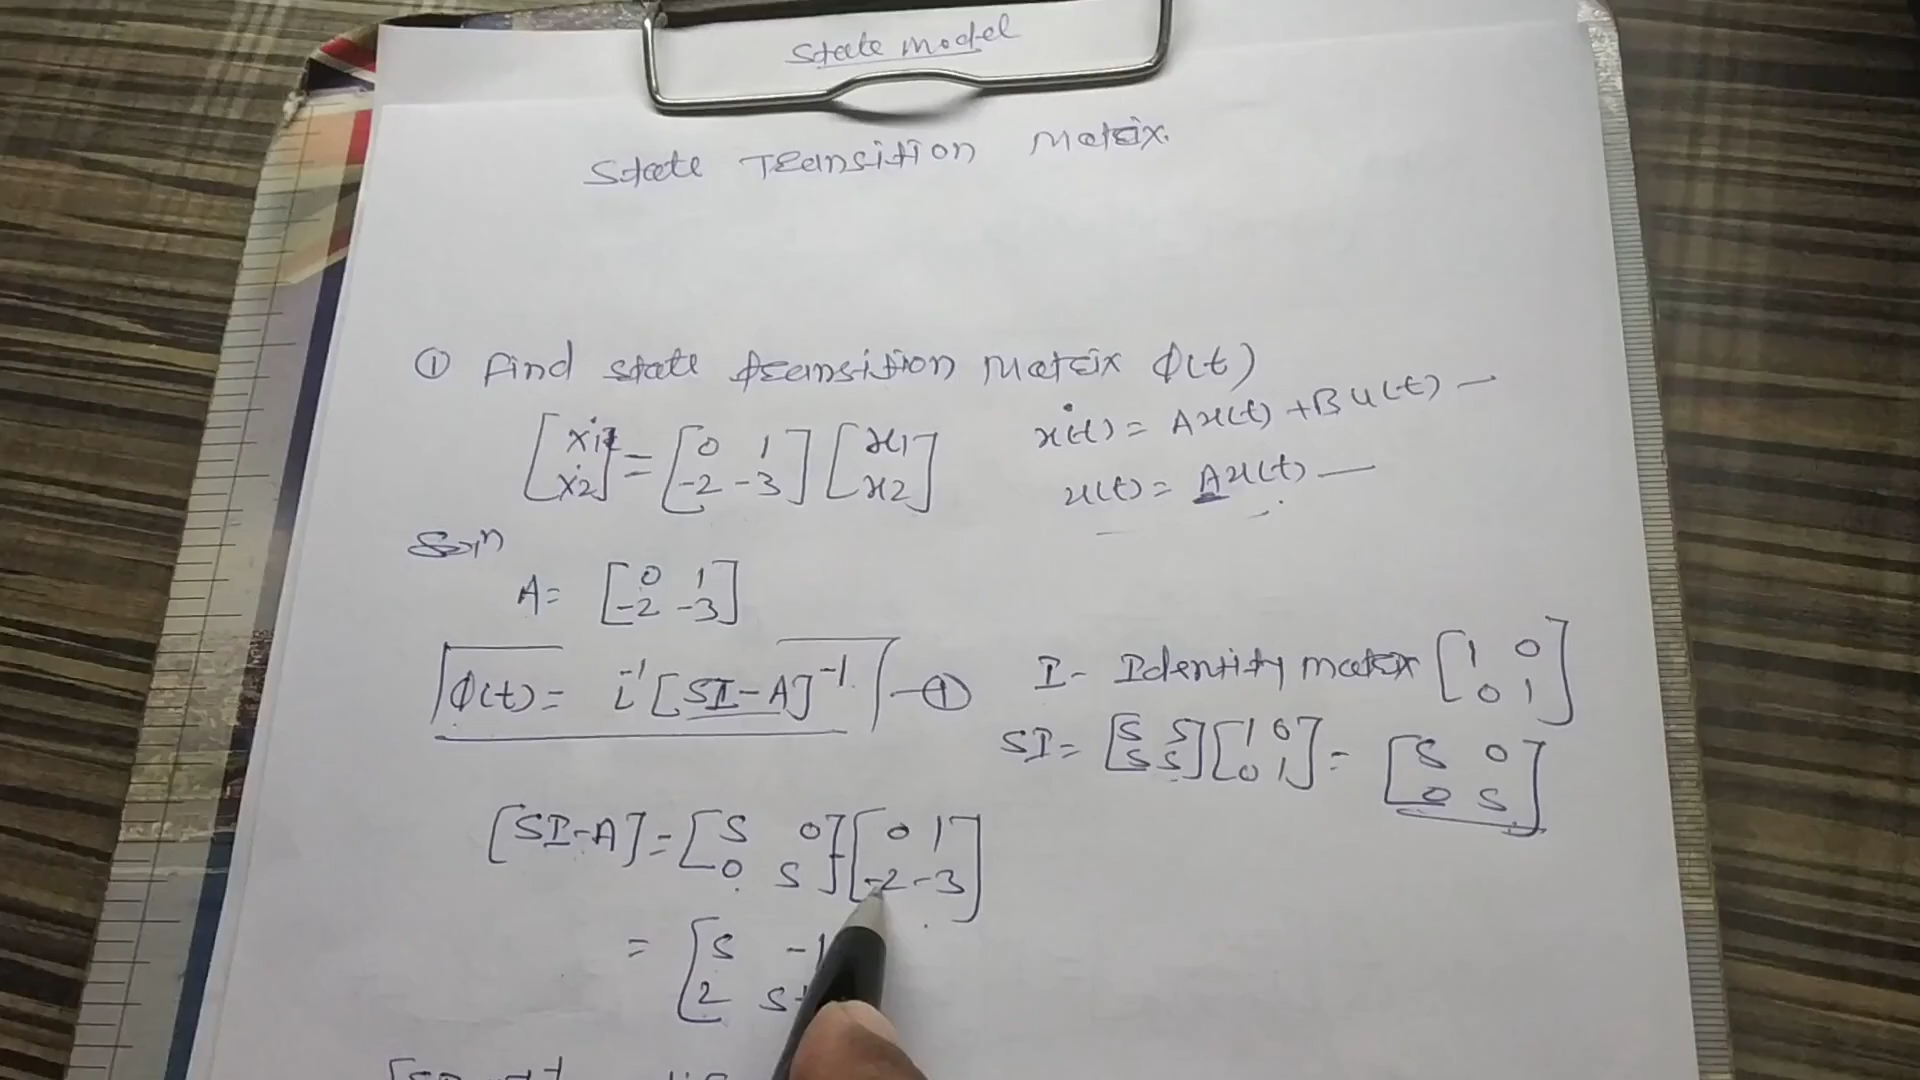 State model
State Transition Matrix.
① Find state transition matrix ϕ(t)
[ẋ1 ẋ2] = [0 1 -2 -3] [x1 x2]
ẋ(t) = Ax(t) + Bu(t) —
x(t) = Ax(t) —
Soln
A = [0 1 -2 -3]
ϕ(t) = L⁻¹ [SI-A]⁻¹ — ①
I - Identity matrix [1 0 0 1]
SI = [S S S S] [1 0 0 1] = [S 0 0 S]
[SI-A] = [S 0 0 S] - [0 1 -2 -3]
= [S -1 2 S+